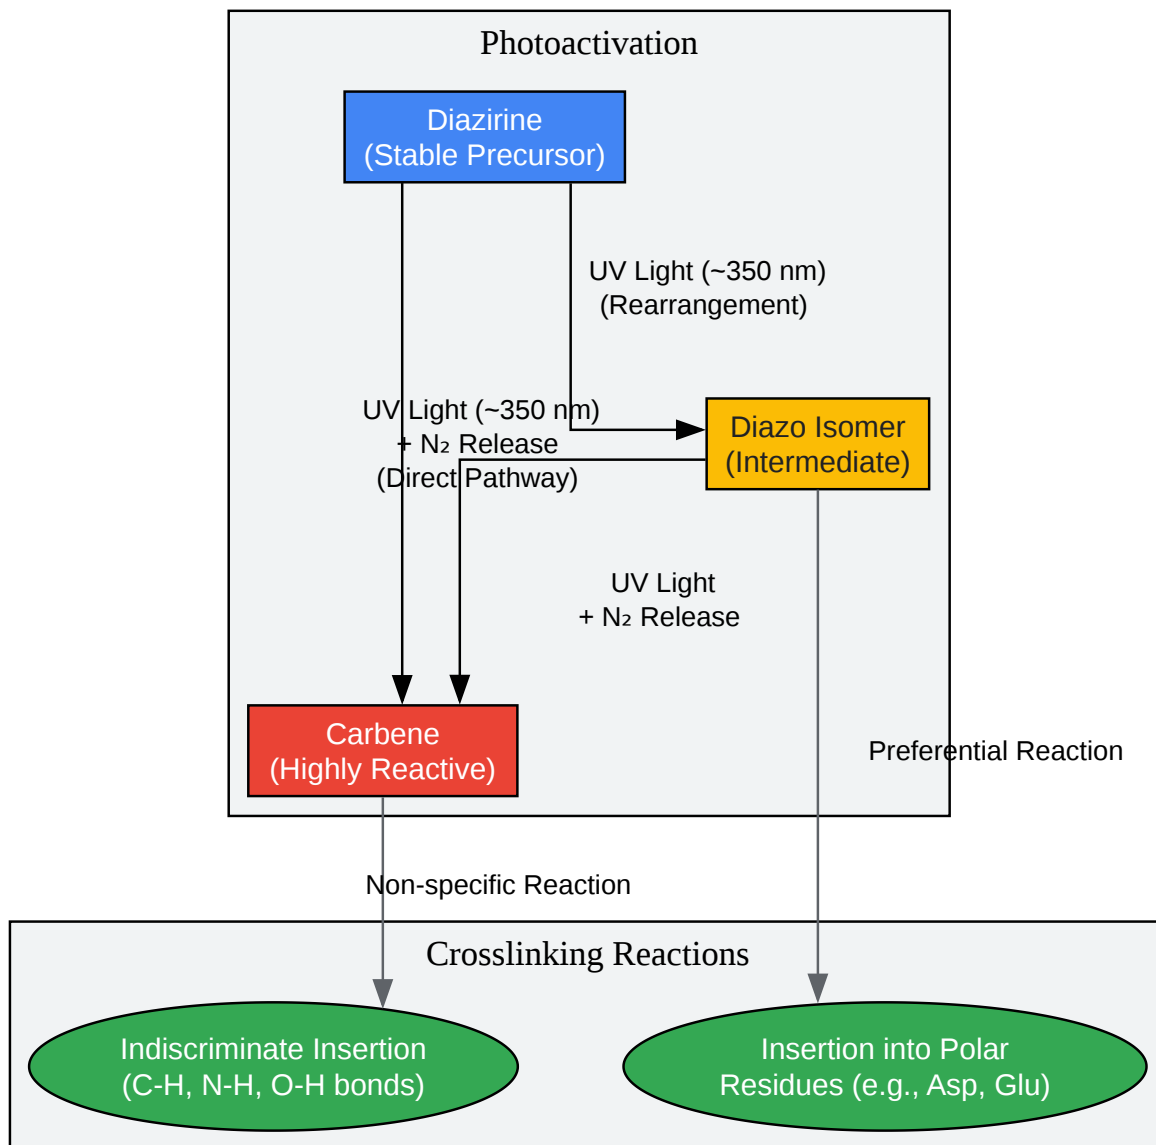 Photoactivation
Diazirine
(Stable Precursor)
UV Light (~350 nm)
(Rearrangement)
UV Light (~350 nm)
+ N₂ Release
(Direct Pathway)
Diazo Isomer
(Intermediate)
UV Light
+ N₂ Release
Carbene
(Highly Reactive)
Preferential Reaction
Non-specific Reaction
Crosslinking Reactions
Indiscriminate Insertion
(C-H, N-H, O-H bonds)
Insertion into Polar
Residues (e.g., Asp, Glu)